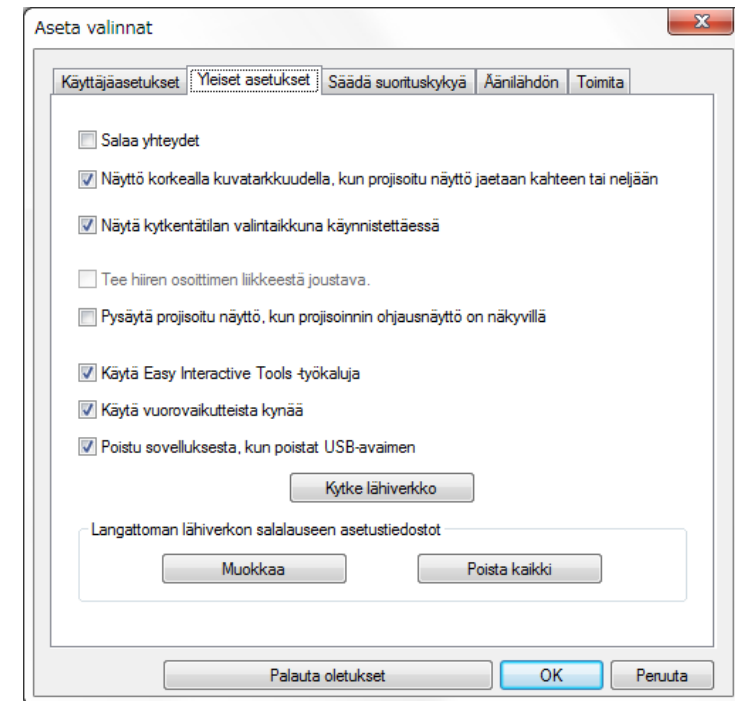 Aseta valinnat
Käyttäjäasetukset Yleiset asetukset Säädä suorituskykyä Äänilähdön Toimita
Salaa yhteydet
Näyttö korkealla kuvatarkkuudella, kun projisoitu näyttö jaetaan kahteen tai neljään
Näytä kytkentätilan valintaikkuna käynnistettäessä
Tee hiiren osoittimen liikkeestä joustava.
Pysäytä projisoitu näyttö, kun projisoinnin ohjausnäyttö on näkyvillä
Käytä Easy Interactive Tools -työkaluja
Käytä vuorovaikutteista kynää
Poistu sovelluksesta, kun poistat USB-avaimen
Kytke lähiverkko
Langattoman lähiverkon salalauseen asetustiedostot
Muokkaa Poista kaikki
Palauta oletukset OK Peruuta